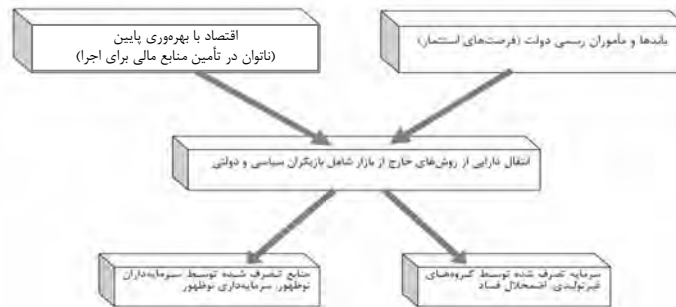 باندها و مأموران رسمی دولت (فرصت‌های استثمار)
اقتصاد با بهره‌وری پایین
(ناتوان در تأمین منابع مالی برای اجرا)
انتقال دارایی از روش‌های خارج از بازار شامل بازیگران سیاسی و دولتی
سرمایه تصرف شده توسط گروه‌های
غیرتولیدی، اضمحلال فساد
منابع تصرف شده توسط سرمایه‌داران
نوظهور، سرمایه‌داری نوظهور